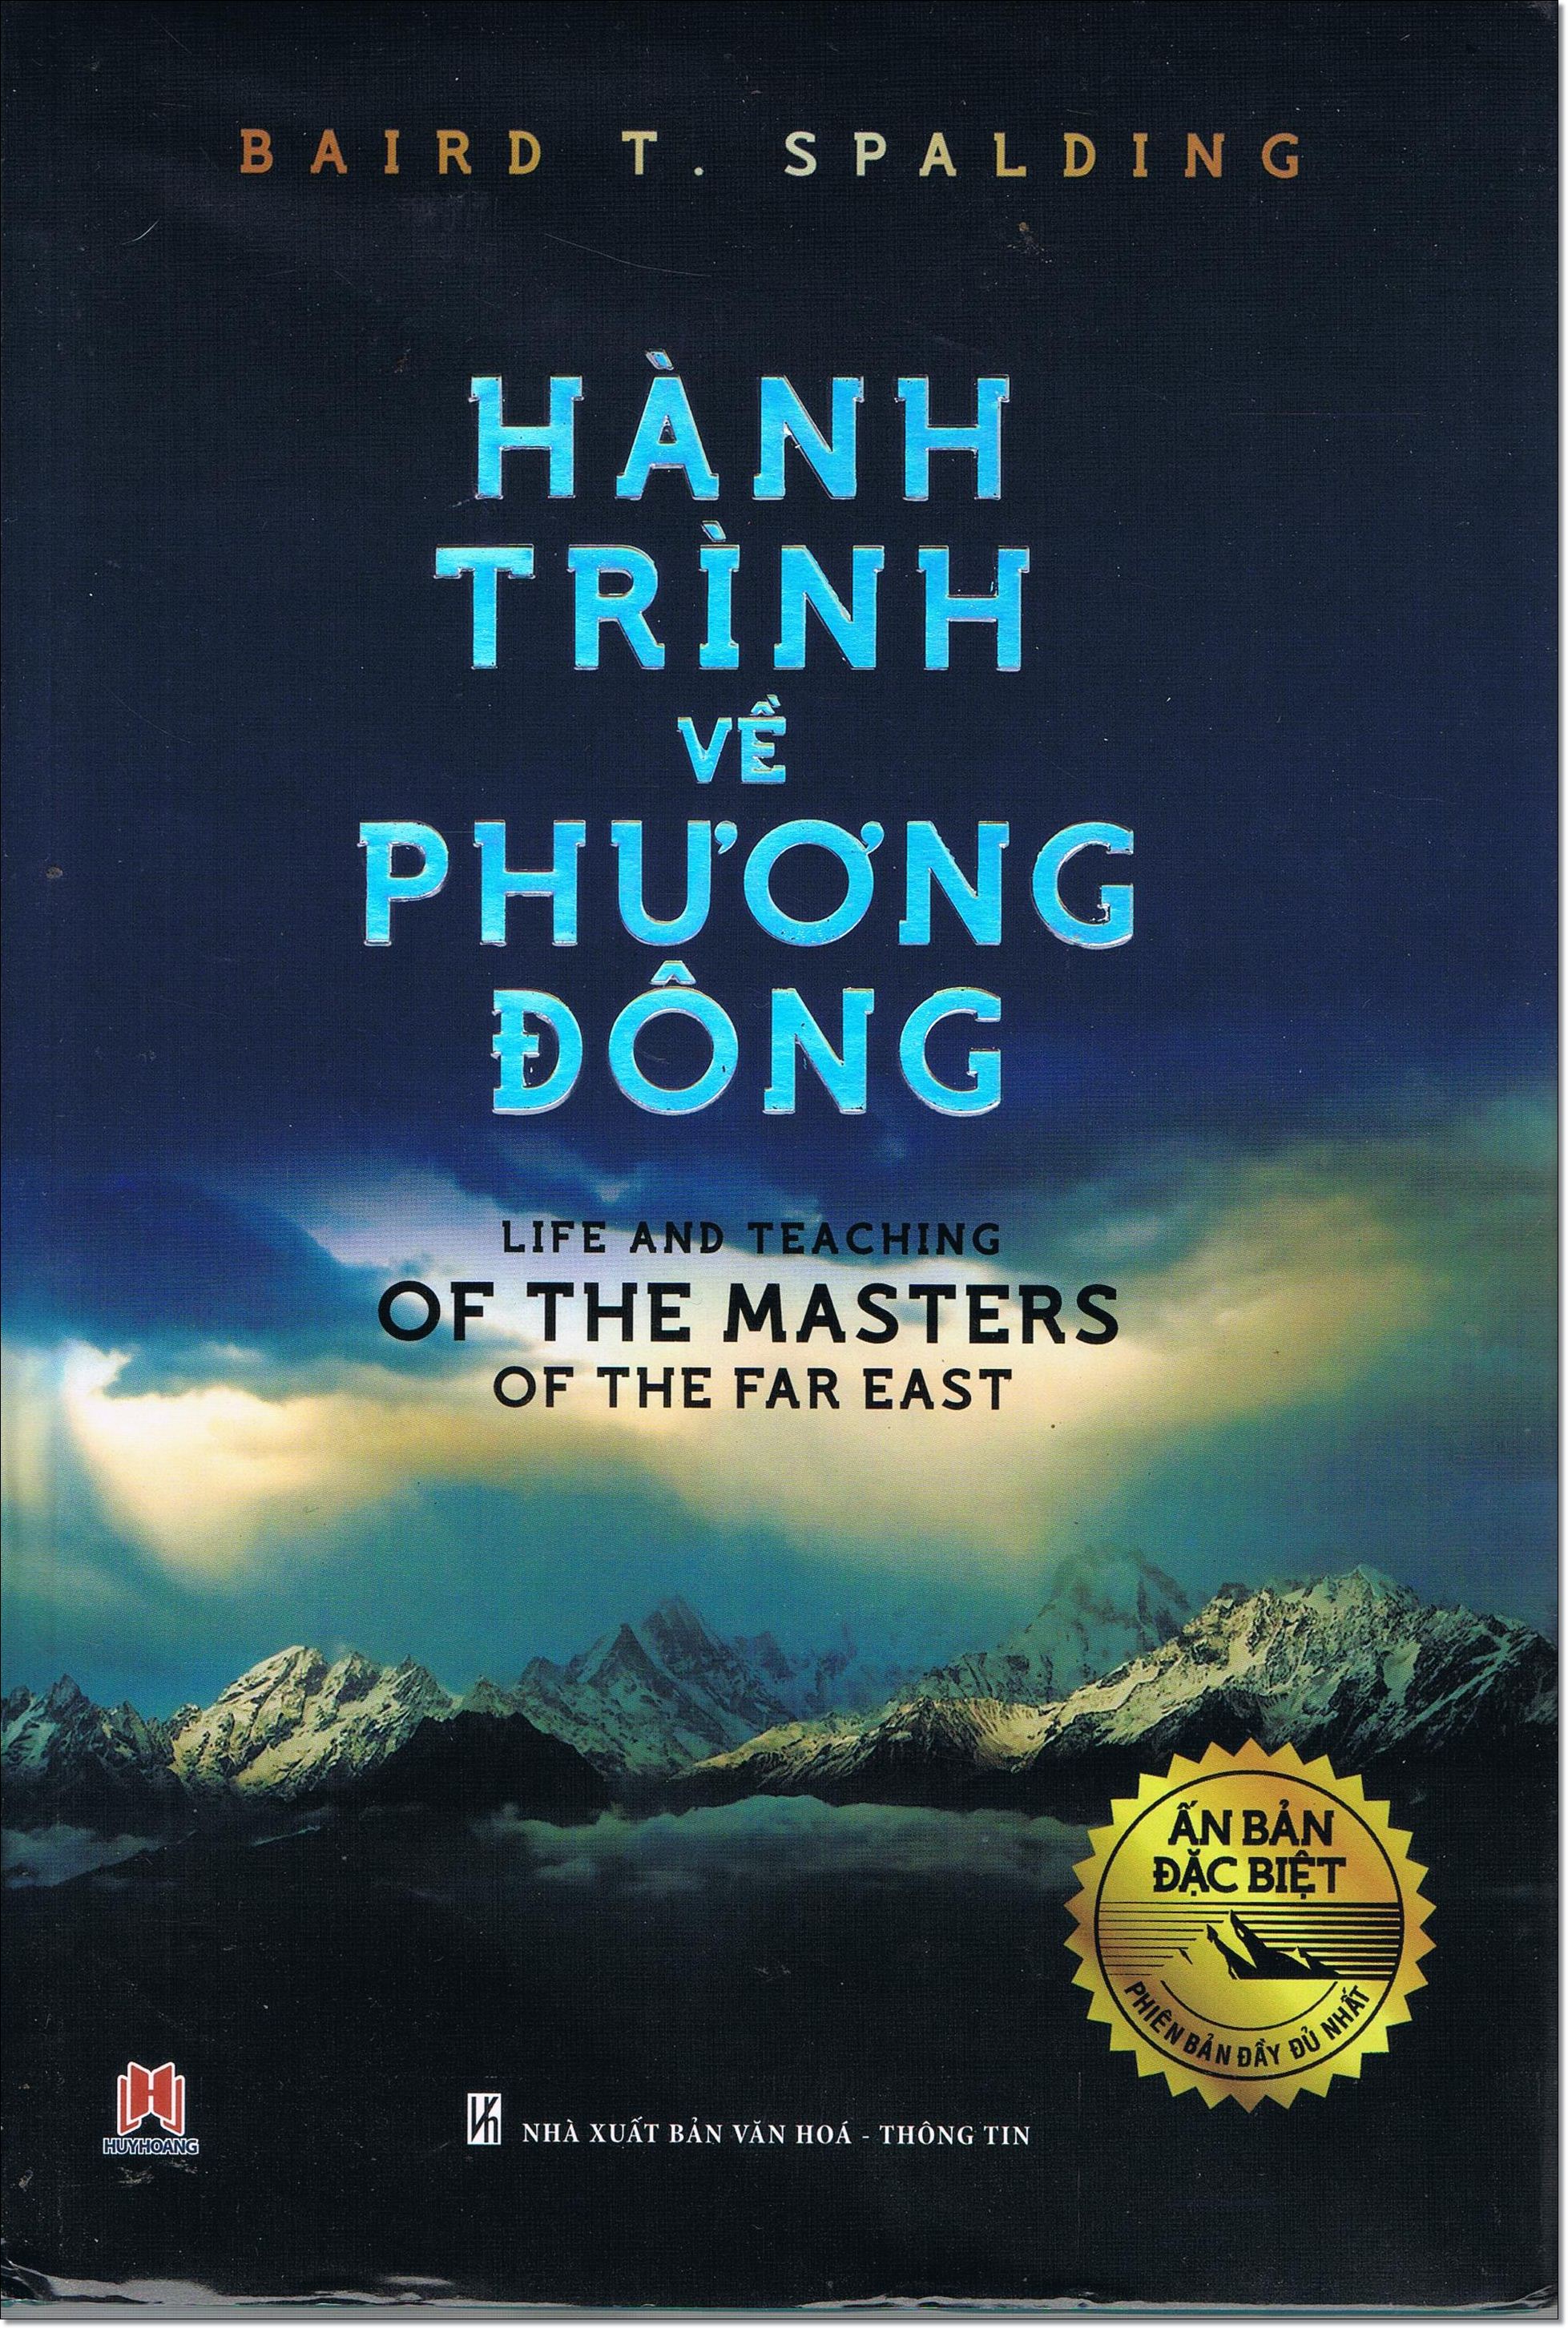 BAIRD T. SPALDING
HÀNH
TRÌNH
VỀ
PHƯƠNG
ĐÔNG
LIFE AND TEACHING
OF THE MASTERS
OF THE FAR EAST
ẤN BẢN
ĐẶC BIỆT
PHIÊN BẢN ĐẦY ĐỦ NHẤT
HUYHOANG
NHÀ XUẤT BẢN VĂN HOÁ - THÔNG TIN